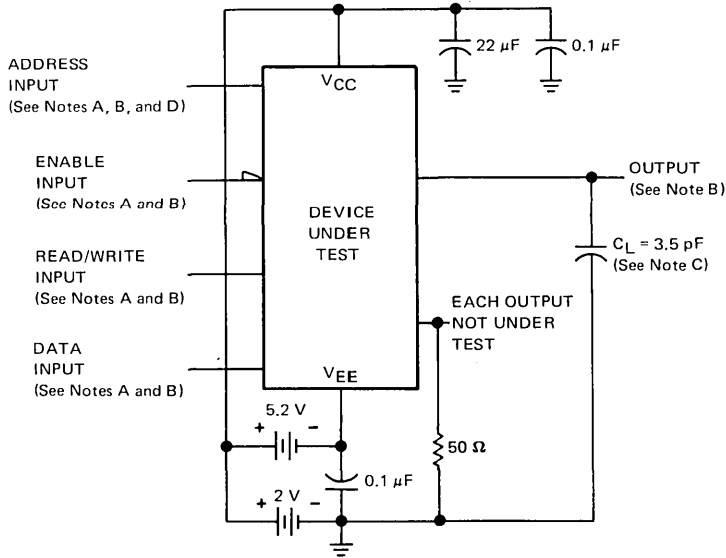 22 μF
0.1 μF
ADDRESS
INPUT
(See Notes A, B, and D)
VCC
ENABLE
INPUT
(See Notes A and B)
OUTPUT
(See Note B)
DEVICE
UNDER
TEST
CL = 3.5 pF
(See Note C)
READ/WRITE
INPUT
(See Notes A and B)
EACH OUTPUT
NOT UNDER
TEST
DATA
INPUT
(See Notes A and B)
VEE
5.2 V
+ -
50 Ω
0.1 μF
+ 2 V -